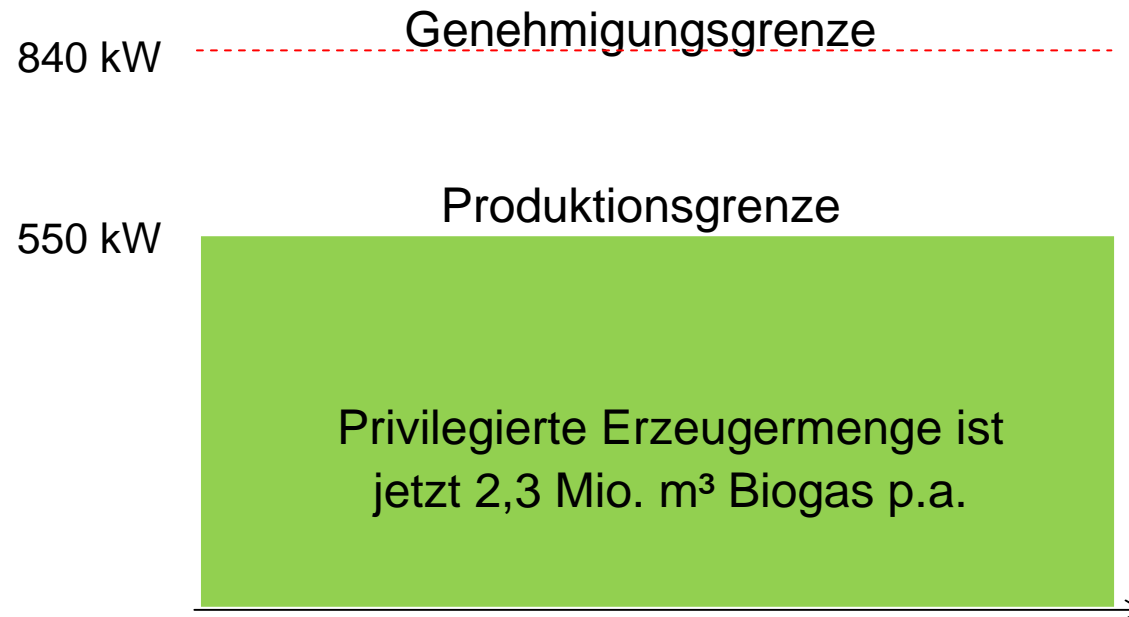 840 kW
Genehmigungsgrenze
550 kW
Produktionsgrenze
Privilegierte Erzeugermenge ist
jetzt 2,3 Mio. m³ Biogas p.a.